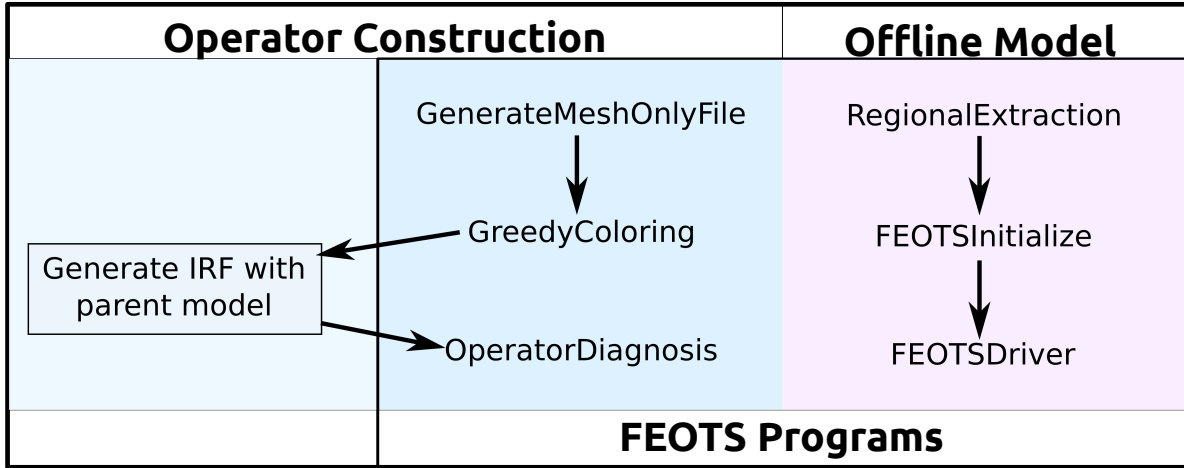 Operator Construction
Offline Model
GenerateMeshOnlyFile
RegionalExtraction
GreedyColoring
FEOTSInitialize
Generate IRF with
parent model
OperatorDiagnosis
FEOTSDriver
FEOTS Programs